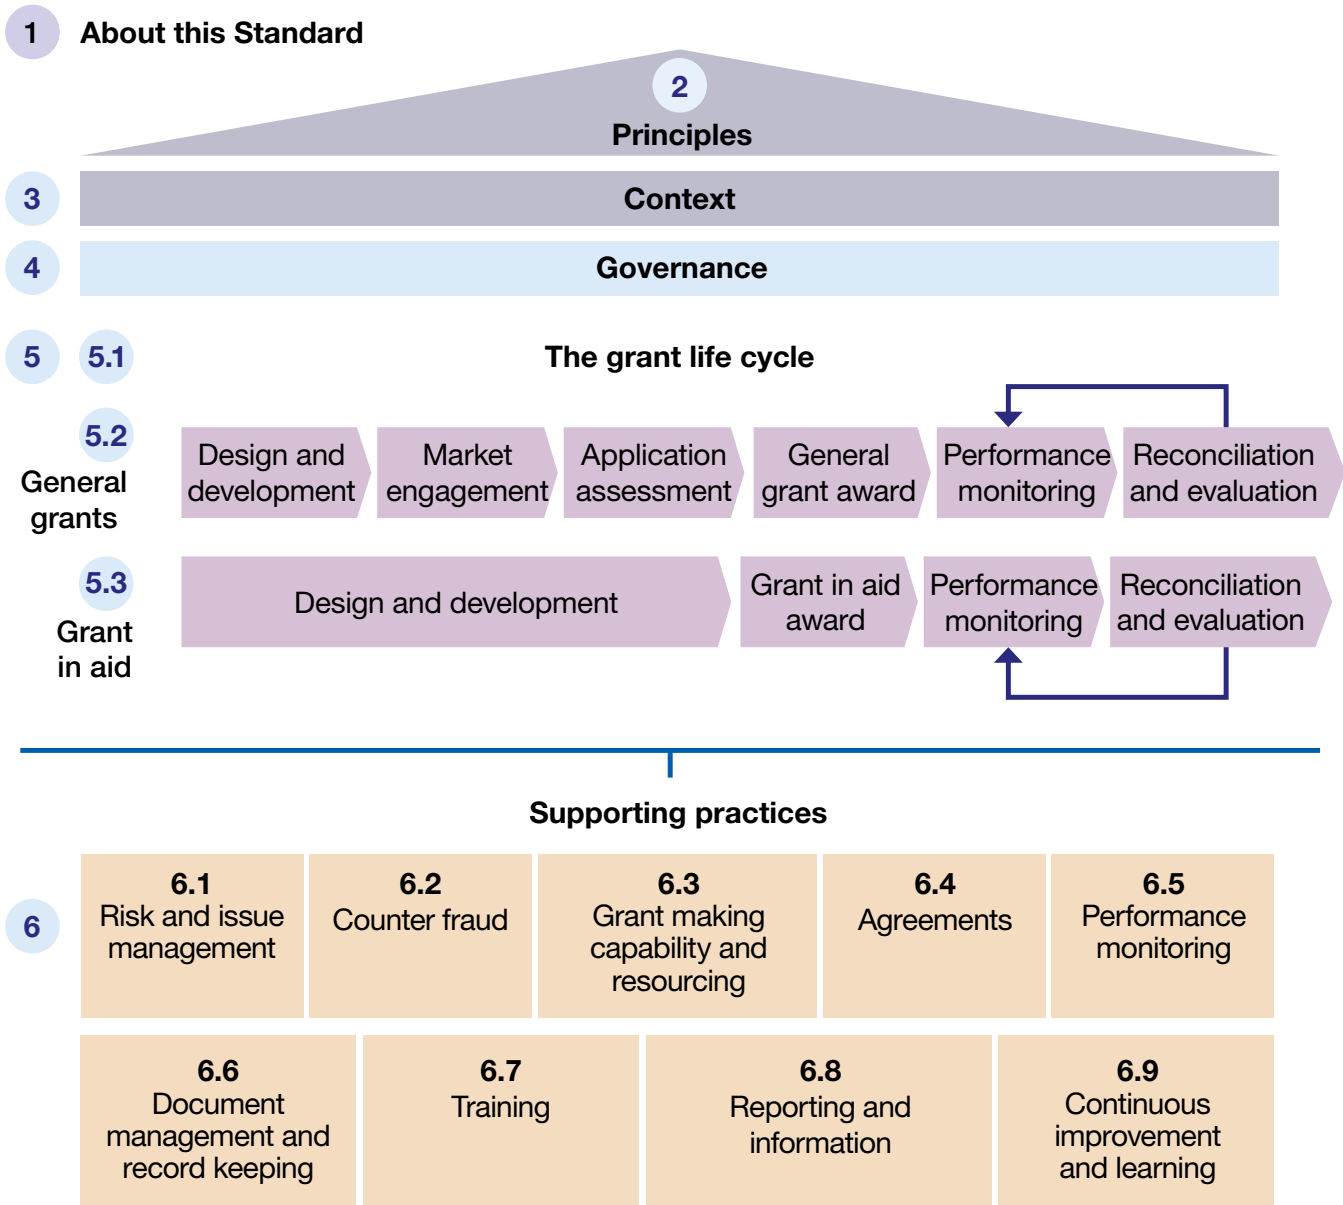 1 About this Standard
2
Principles
3 Context
4 Governance
5 5.1 The grant life cycle
5.2
General
grants
Design and
development
Market
engagement
Application
assessment
General
grant award
Performance
monitoring
Reconciliation
and evaluation
5.3
Grant
in aid
Design and development
Grant in aid
award
Performance
monitoring
Reconciliation
and evaluation
Supporting practices
6
6.1
Risk and issue
management
6.2
Counter fraud
6.3
Grant making
capability and
resourcing
6.4
Agreements
6.5
Performance
monitoring
6.6
Document
management and
record keeping
6.7
Training
6.8
Reporting and
information
6.9
Continuous
improvement
and learning